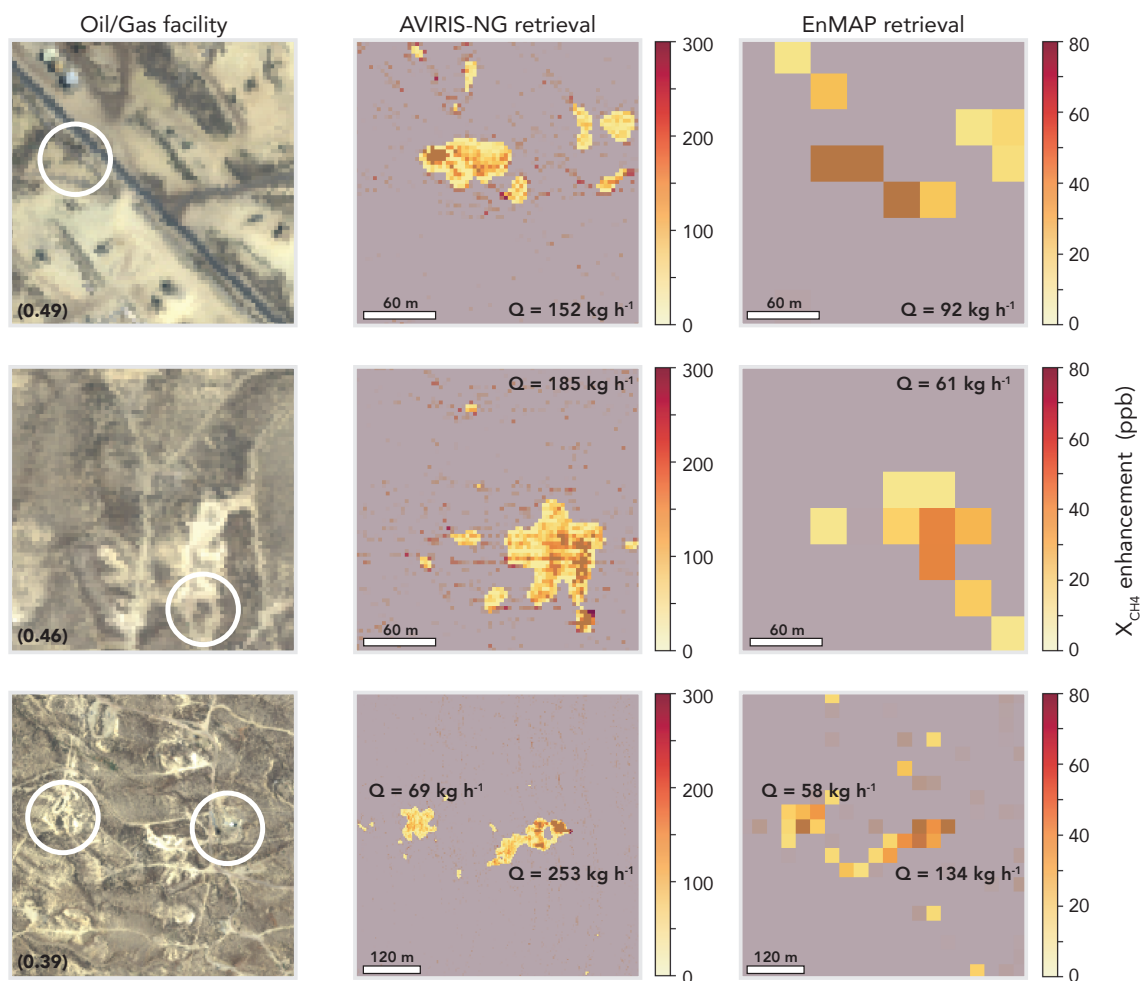 Oil/Gas facility
AVIRIS-NG retrieval
EnMAP retrieval
(0.49)
60 m
Q = 152 kg h⁻¹
300
200
100
0
60 m
Q = 92 kg h⁻¹
80
60
40
20
0
(0.46)
Q = 185 kg h⁻¹
60 m
300
200
100
0
Q = 61 kg h⁻¹
60 m
80
60
40
20
0
(0.39)
Q = 69 kg h⁻¹
Q = 253 kg h⁻¹
120 m
300
200
100
0
Q = 58 kg h⁻¹
Q = 134 kg h⁻¹
120 m
80
60
40
20
0
X_CH4 enhancement (ppb)